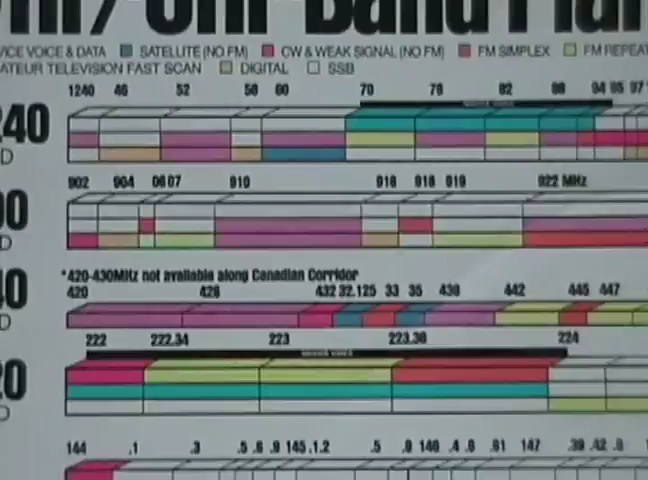 Vhf/Uhf Band Plan
VICE VOICE & DATA SATELLITE (NO FM) CW & WEAK SIGNAL (NO FM) FM SIMPLEX FM REPEAT
ATEUR TELEVISION FAST SCAN DIGITAL SSB
1240 46 52 58 60 70 76 82 88 94 95 97
240
D
902 904 06 07 910 916 918 919 922 MHz
00
D
*420-430MHz not available along Canadian Corridor
420 426 432 32.125 33 35 438 442 445 447
40
D
222 222.34 223 223.38 224
20
D
144 .1 .3 .5 .6 .9 145 .1 .2 .5 .8 146 .4 .6 .61 147 .39 .42 .6